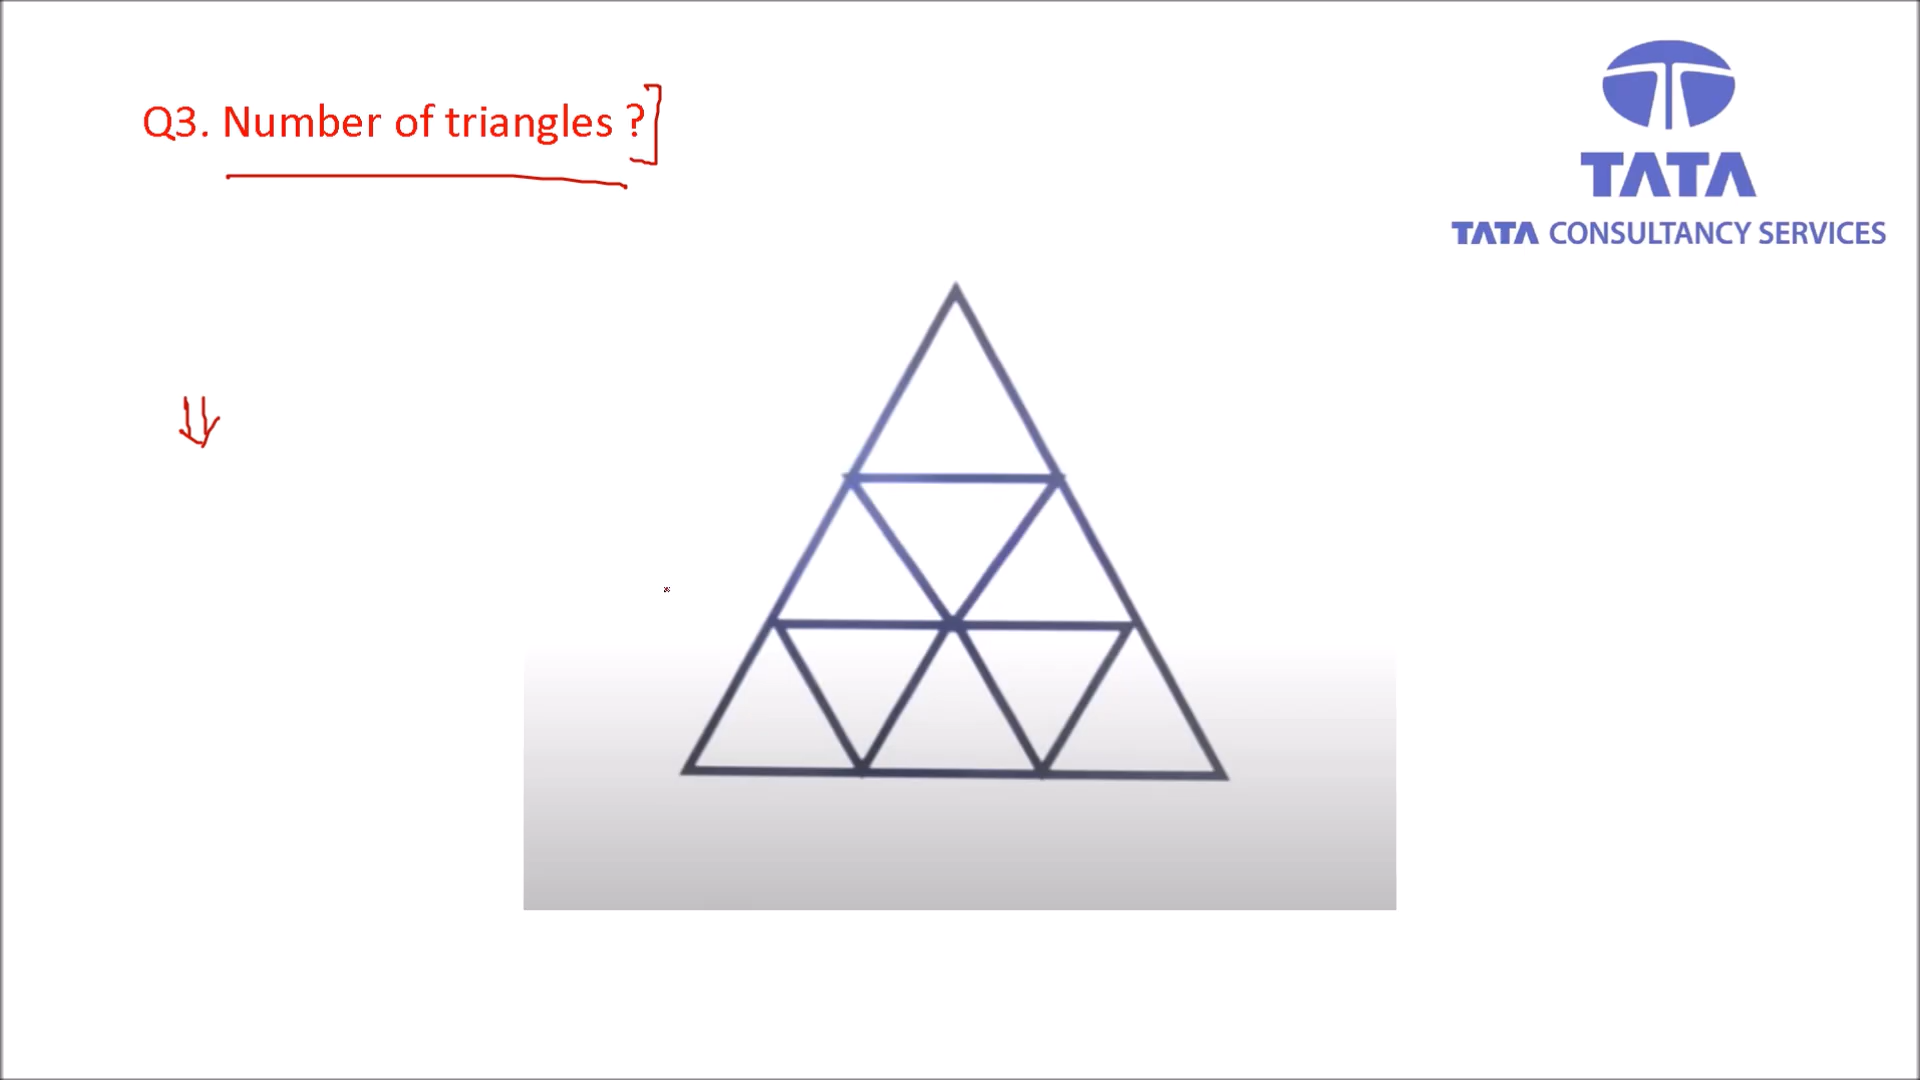 Q3. Number of triangles ?
TATA
TATA CONSULTANCY SERVICES